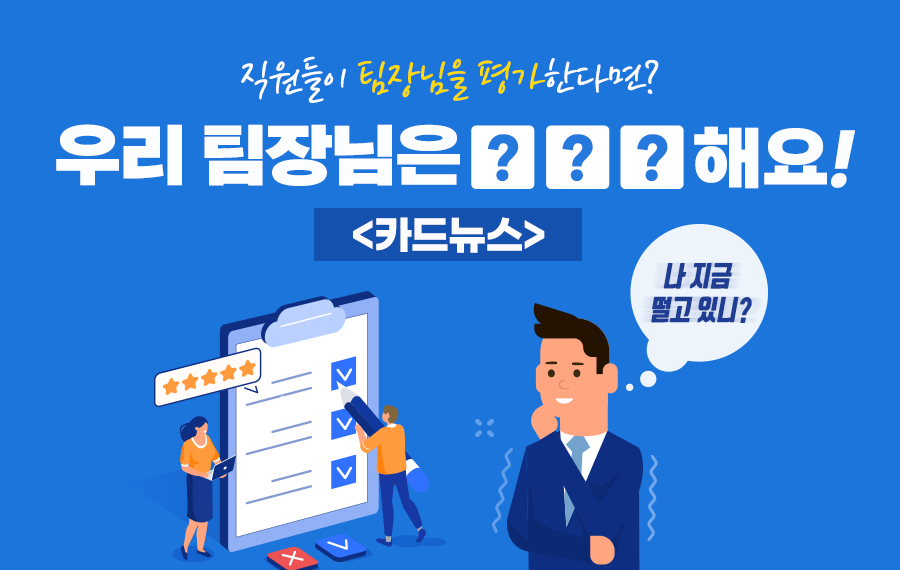 직원들이 팀장님을 평가한다면?
우리 팀장님은 ? ? ? 해요!
<카드뉴스>
나 지금
떨고 있니?